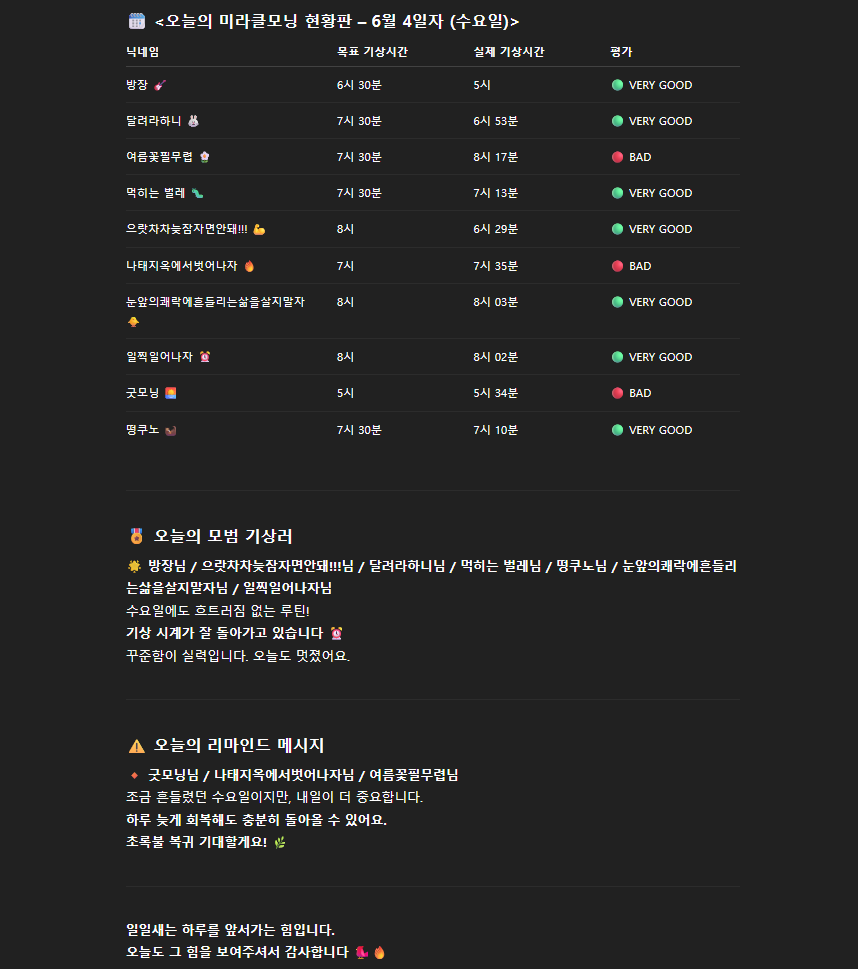 🗓️ <오늘의 미라클모닝 현황판 – 6월 4일자 (수요일)>
닉네임 목표 기상시간 실제 기상시간 평가
방장 🎸 6시 30분 5시 🟢 VERY GOOD
달려라하니 🐰 7시 30분 6시 53분 🟢 VERY GOOD
여름꽃필무렵 🌸 7시 30분 8시 17분 🔴 BAD
먹히는 벌레 🐛 7시 30분 7시 13분 🟢 VERY GOOD
으랏차차늦잠자면안돼!!! 💪 8시 6시 29분 🟢 VERY GOOD
나태지옥에서벗어나자 🔥 7시 7시 35분 🔴 BAD
눈앞의쾌락에흔들리는삶을살지말자 8시 8시 03분 🟢 VERY GOOD
🐥
일찍일어나자 ⏰ 8시 8시 02분 🟢 VERY GOOD
굿모닝 🌅 5시 5시 34분 🔴 BAD
떵쿠노 🦦 7시 30분 7시 10분 🟢 VERY GOOD
🏅 오늘의 모범 기상러
🌟 방장님 / 으랏차차늦잠자면안돼!!!님 / 달려라하니님 / 먹히는 벌레님 / 떵쿠노님 / 눈앞의쾌락에흔들리
는삶을살지말자님 / 일찍일어나자님
수요일에도 흐트러짐 없는 루틴!
기상 시계가 잘 돌아가고 있습니다 ⏰
꾸준함이 실력입니다. 오늘도 멋졌어요.
⚠️ 오늘의 리마인드 메시지
🔸 굿모닝님 / 나태지옥에서벗어나자님 / 여름꽃필무렵님
조금 흔들렸던 수요일이지만, 내일이 더 중요합니다.
하루 늦게 회복해도 충분히 돌아올 수 있어요.
초록불 복귀 기대할게요! 🌿
일일새는 하루를 앞서가는 힘입니다.
오늘도 그 힘을 보여주셔서 감사합니다 🐦🔥